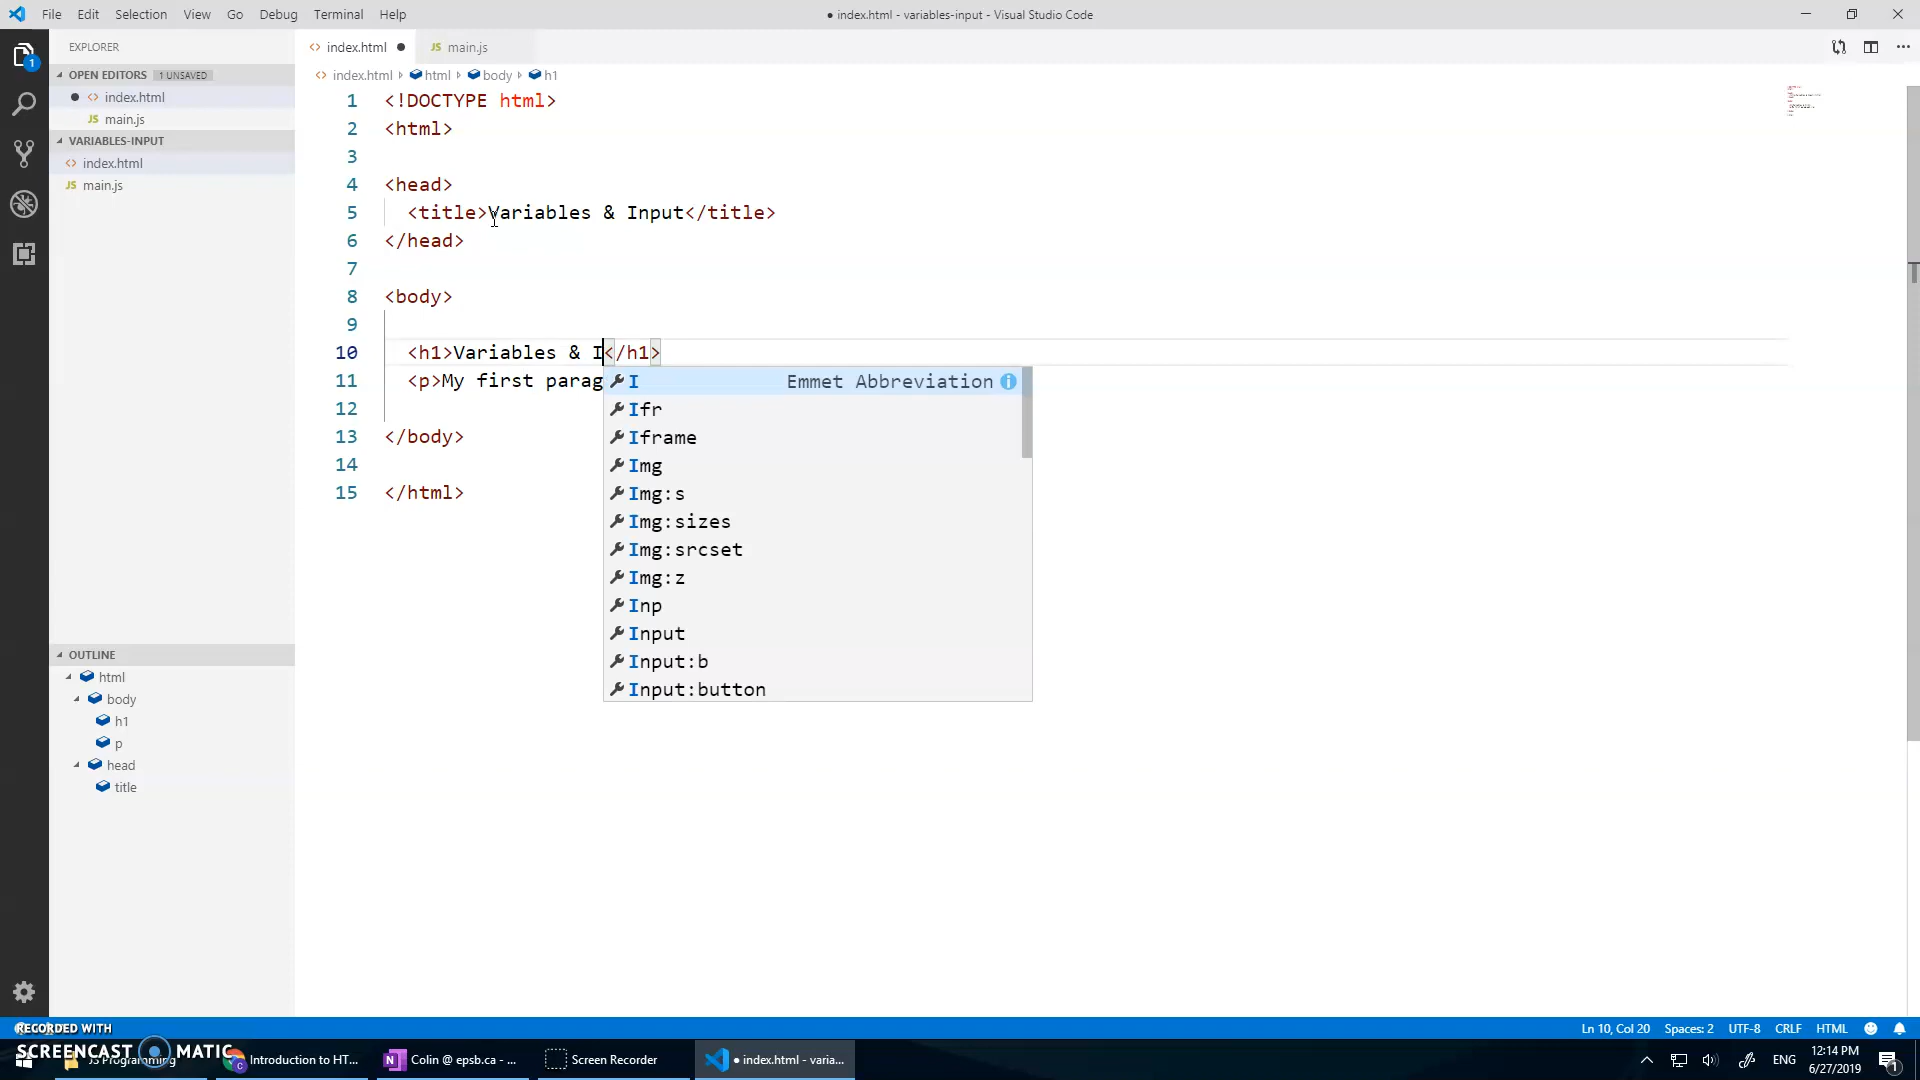 File Edit Selection View Go Debug Terminal Help
● index.html - variables-input - Visual Studio Code
EXPLORER
OPEN EDITORS 1 UNSAVED
index.html
main.js
VARIABLES-INPUT
index.html
main.js
OUTLINE
html
body
h1
p
head
title
index.html ● JS main.js
index.html html body h1
1 <!DOCTYPE html>
2 <html>
3
4 <head>
5 <title>Variables & Input</title>
6 </head>
7
8 <body>
9
10 <h1>Variables & I</h1>
11 <p>My first parag
12
13 </body>
14
15 </html>
I Emmet Abbreviation
Ifr
Iframe
Img
Img:s
Img:sizes
Img:srcset
Img:z
Inp
Input
Input:b
Input:button
Ln 10, Col 20 Spaces: 2 UTF-8 CRLF HTML
RECORDED WITH
SCREENCAST MATIC
JS Programming Introduction to HT... Colin @ epsb.ca - ... Screen Recorder ● index.html - varia...
ENG 12:14 PM
6/27/2019